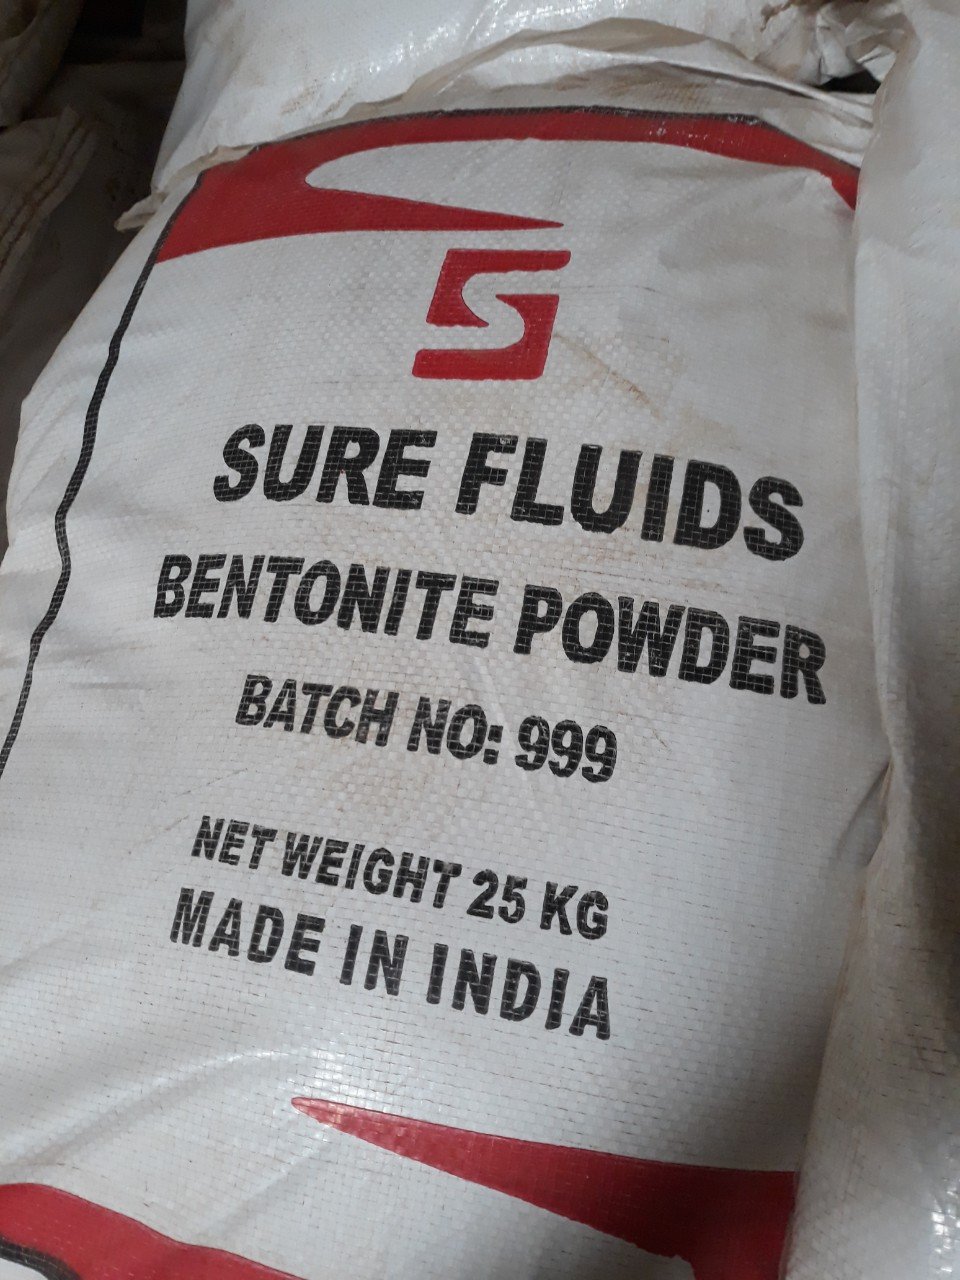 SURE FLUIDS
BENTONITE POWDER
BATCH NO: 999
NET WEIGHT 25 KG
MADE IN INDIA